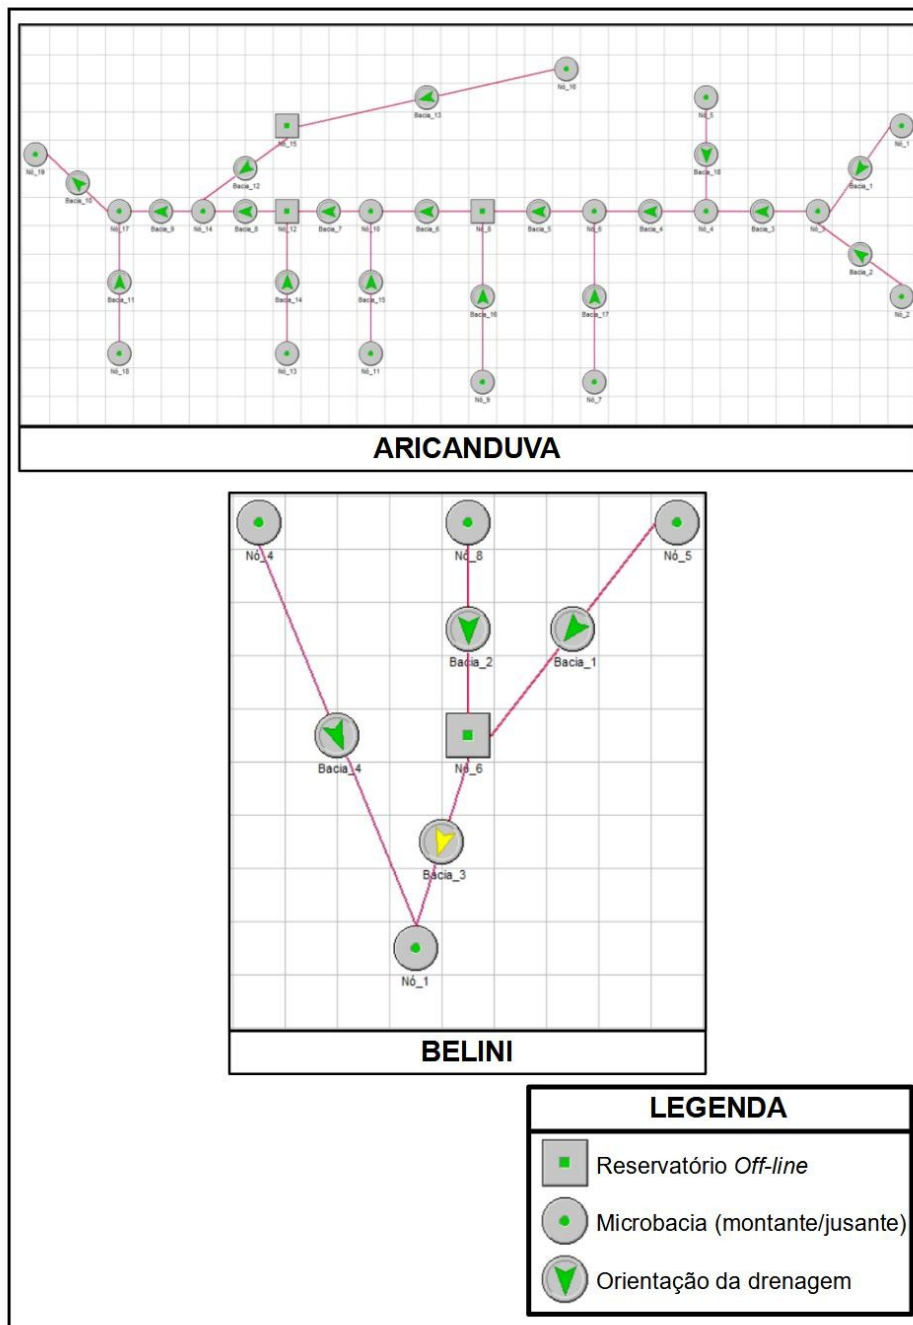 Nó_16
Bacia_13
Nó_5
Nó_15
Nó_1
Nó_19
Bacia_12
Bacia_18
Bacia_1
Bacia_10
Nó_17
Bacia_9
Nó_14
Bacia_8
Nó_12
Bacia_7
Nó_10
Bacia_6
Nó_8
Bacia_5
Nó_6
Bacia_4
Nó_4
Bacia_3
Nó_3
Bacia_2
Bacia_11
Bacia_14
Bacia_15
Bacia_16
Bacia_17
Nó_2
Nó_18
Nó_13
Nó_11
Nó_9
Nó_7
ARICANDUVA
Nó_4
Nó_8
Nó_5
Bacia_2
Bacia_1
Bacia_4
Nó_6
Bacia_3
Nó_1
BELINI
LEGENDA
Reservatório Off-line
Microbacia (montante/jusante)
Orientação da drenagem